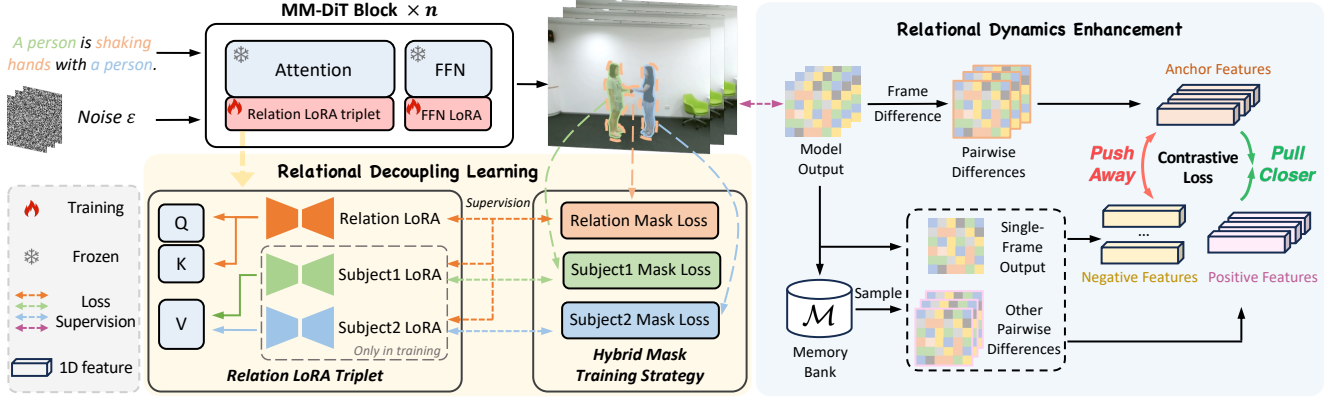 MM-DiT Block × n
A person is shaking
hands with a person.
Noise ε
Attention
FFN
Relation LoRA triplet
FFN LoRA
Relational Decoupling Learning
Training
Frozen
Loss
Supervision
1D feature
Q
K
V
Relation LoRA
Subject1 LoRA
Subject2 LoRA
Only in training
Relation LoRA Triplet
Supervision
Relation Mask Loss
Subject1 Mask Loss
Subject2 Mask Loss
Hybrid Mask
Training Strategy
Relational Dynamics Enhancement
Model
Output
Frame
Difference
Pairwise
Differences
Anchor Features
Push
Away
Contrastive
Loss
Pull
Closer
...
Negative Features
Positive Features
M
Memory
Bank
Sample
Single-
Frame
Output
Other
Pairwise
Differences